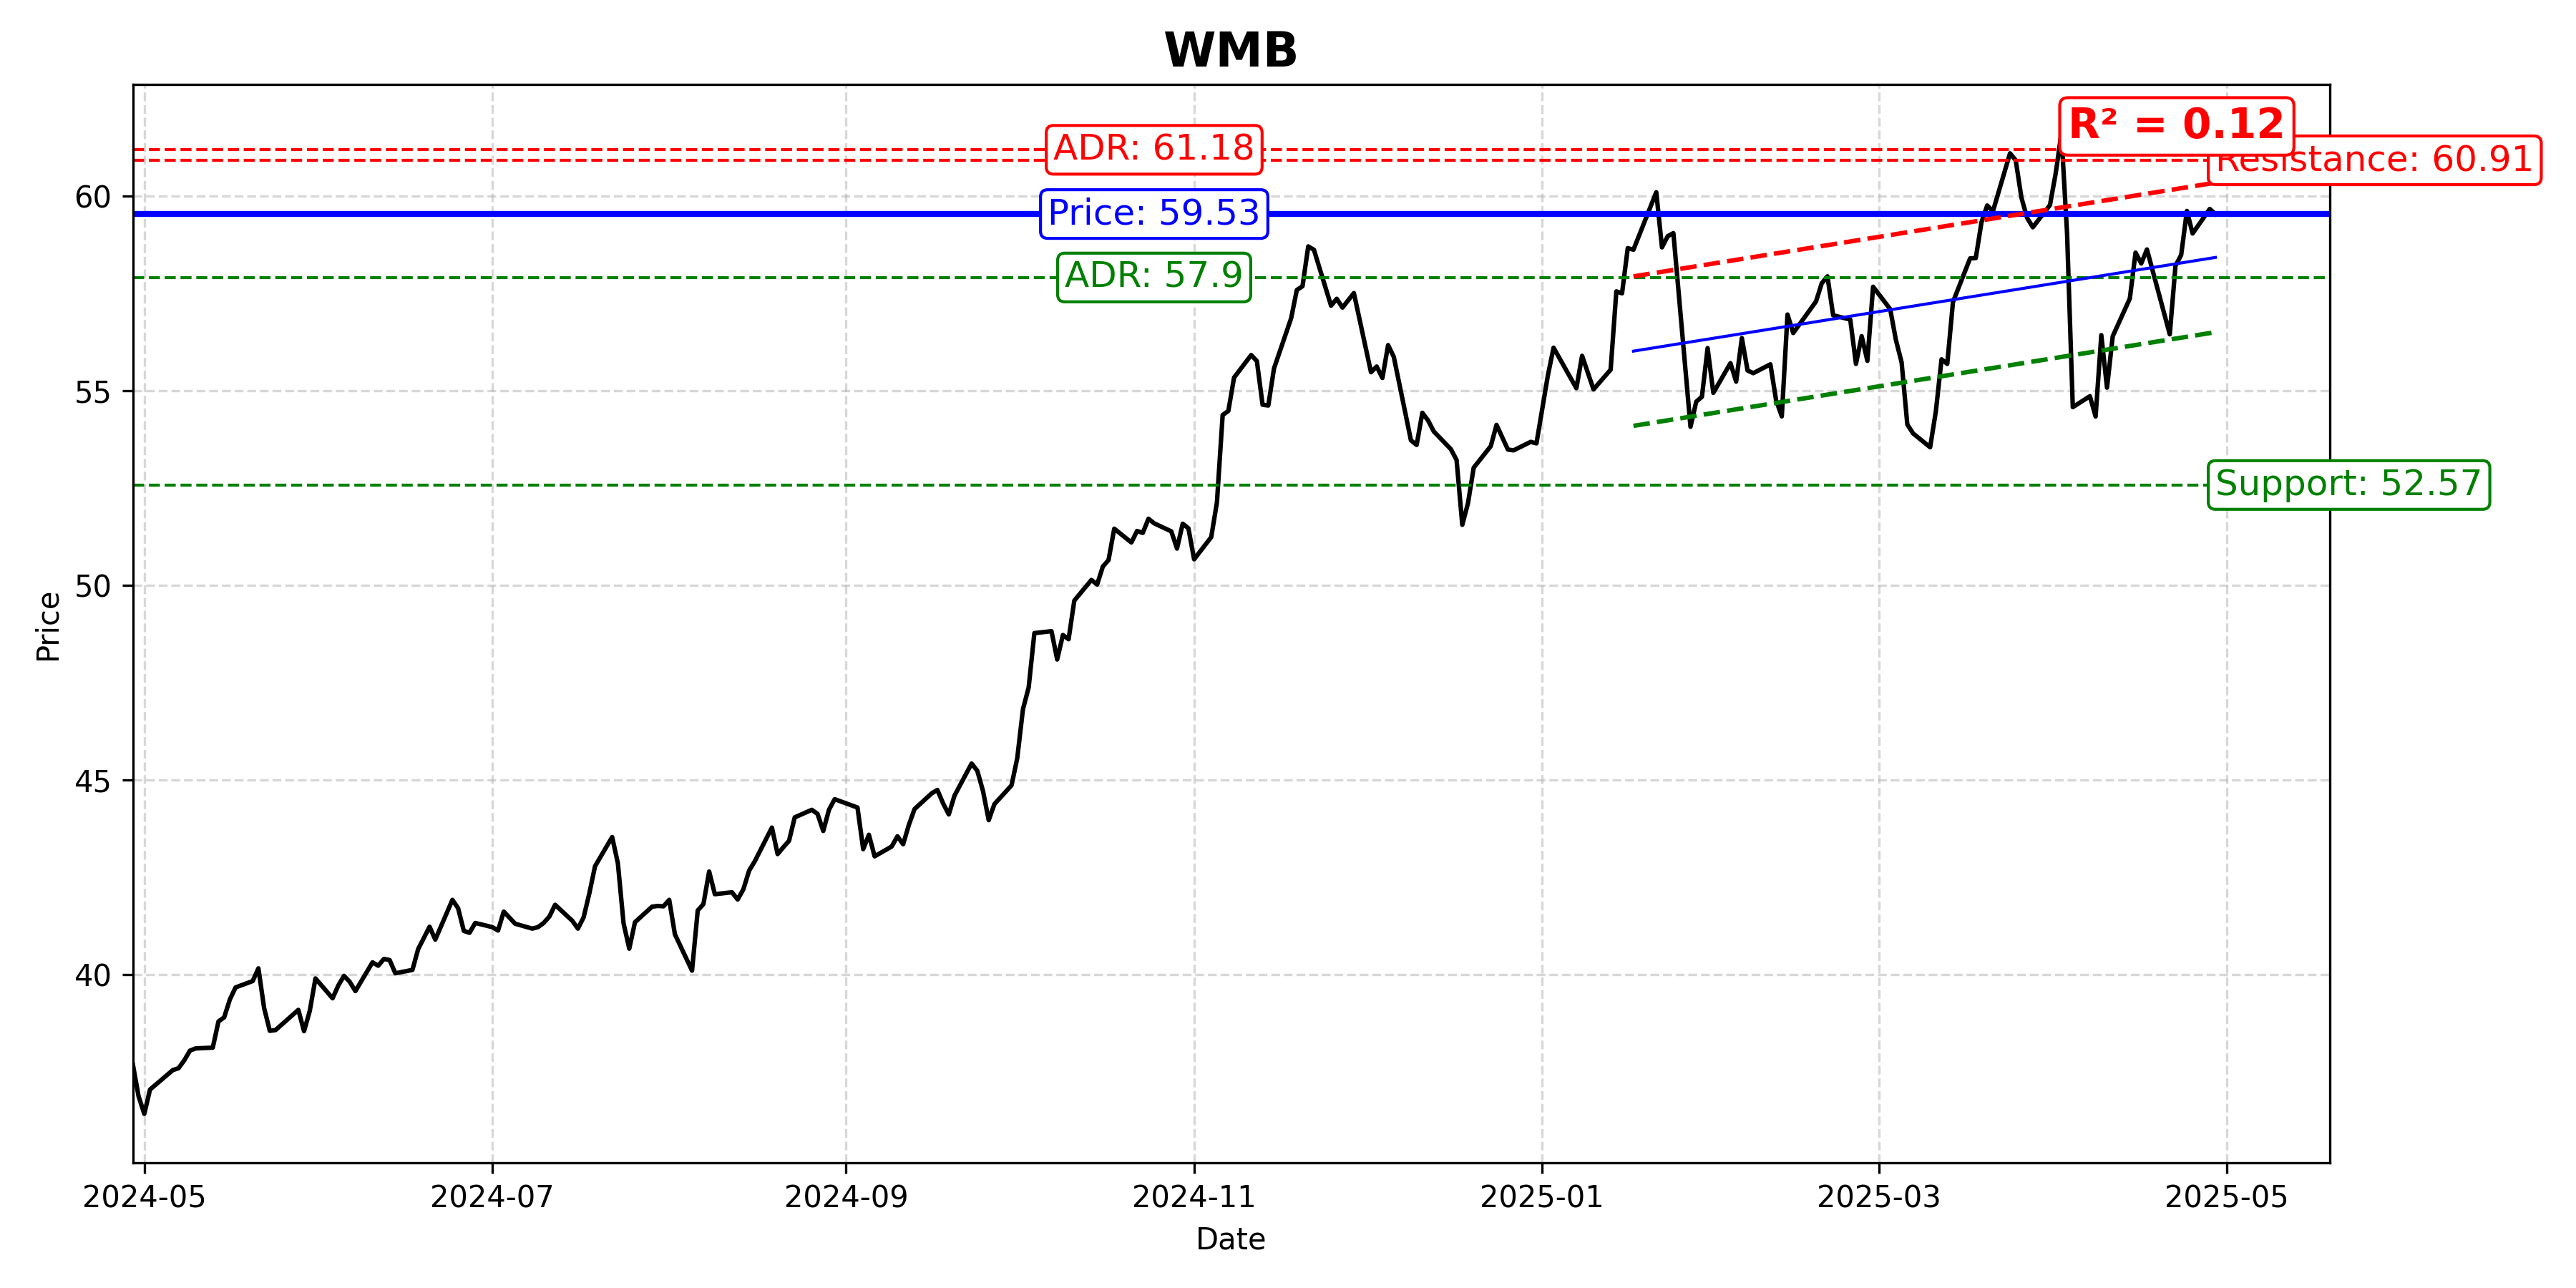 WMB
R² = 0.12
ADR: 61.18
Resistance: 60.91
Price: 59.53
ADR: 57.9
Support: 52.57
60
55
50
45
40
Price
2024-05
2024-07
2024-09
2024-11
2025-01
2025-03
2025-05
Date